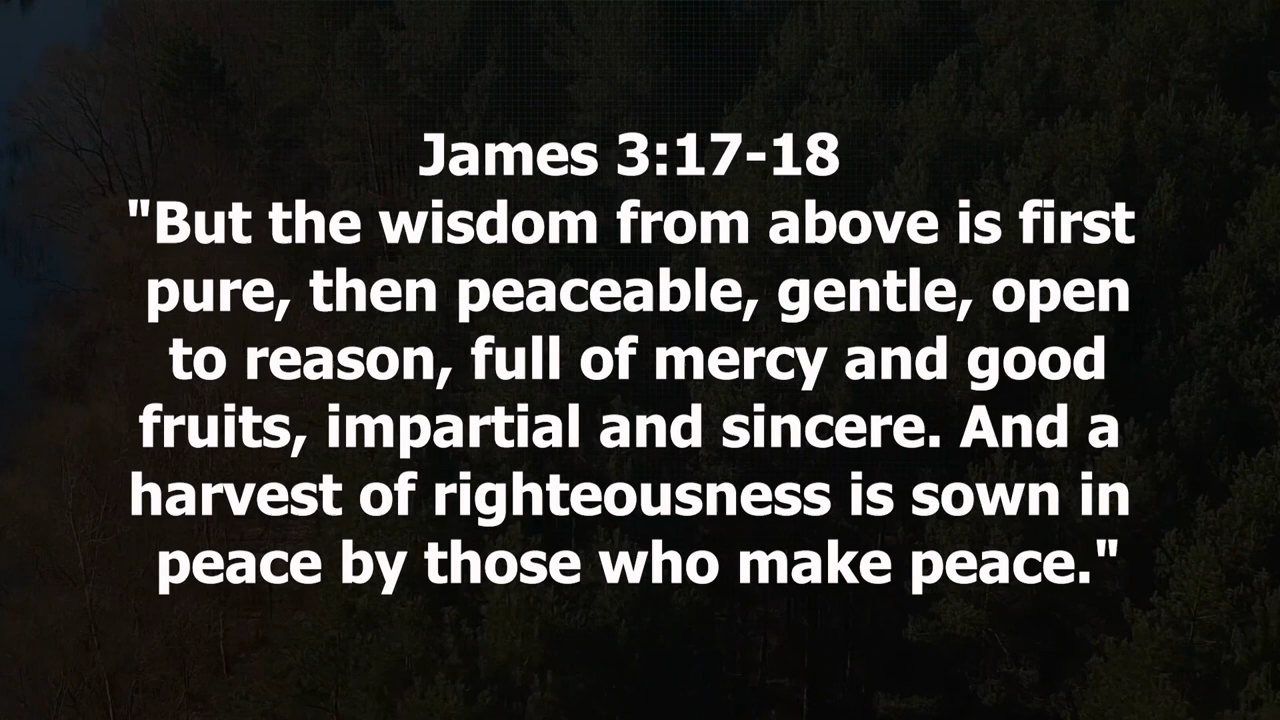 James 3:17-18
"But the wisdom from above is first
pure, then peaceable, gentle, open
to reason, full of mercy and good
fruits, impartial and sincere. And a
harvest of righteousness is sown in
peace by those who make peace."